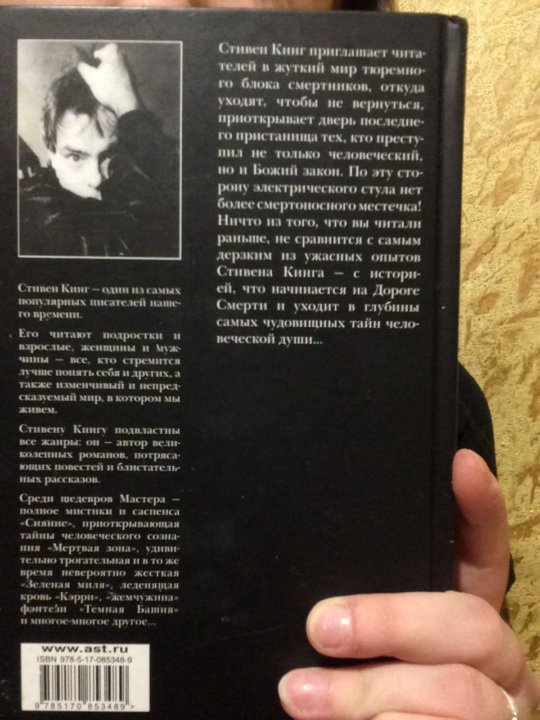 Стивен Кинг приглашает чита-
телей в жуткий мир тюремно-
го блока смертников, откуда
уходят, чтобы не вернуться,
приоткрывает дверь последне-
го пристанища тех, кто престу-
пил не только человеческий,
но и Божий закон. По эту сто-
рону электрического стула нет
более смертоносного местечка!
Ничто из того, что вы читали
раньше, не сравнится с самым
дерзким из ужасных опытов
Стивена Кинга – с истори-
ей, что начинается на Дороге
Смерти и уходит в глубины
самых чудовищных тайн чело-
веческой души...
Стивен Кинг – один из самых
популярных писателей наше-
го времени.
Его читают подростки и
взрослые, женщины и муж-
чины – все, кто стремится
лучше понять себя и других, а
также изменчивый и непред-
сказуемый мир, в котором мы
живем.
Стивену Кингу подвластны
все жанры: он – автор вели-
колепных романов, потряса-
ющих повестей и блистатель-
ных рассказов.
Среди шедевров Мастера –
полное мистики и саспенса
«Сияние», приоткрывающая
тайны человеческого созна-
ния «Мертвая зона», удиви-
тельно трогательная и в то же
время невероятно жесткая
«Зеленая миля», леденящая
кровь «Кэрри», «жемчужина»
фэнтези «Темная Башня»
и многое-многое другое...
www.ast.ru
ISBN 978-5-17-085348-9
9785170853489>